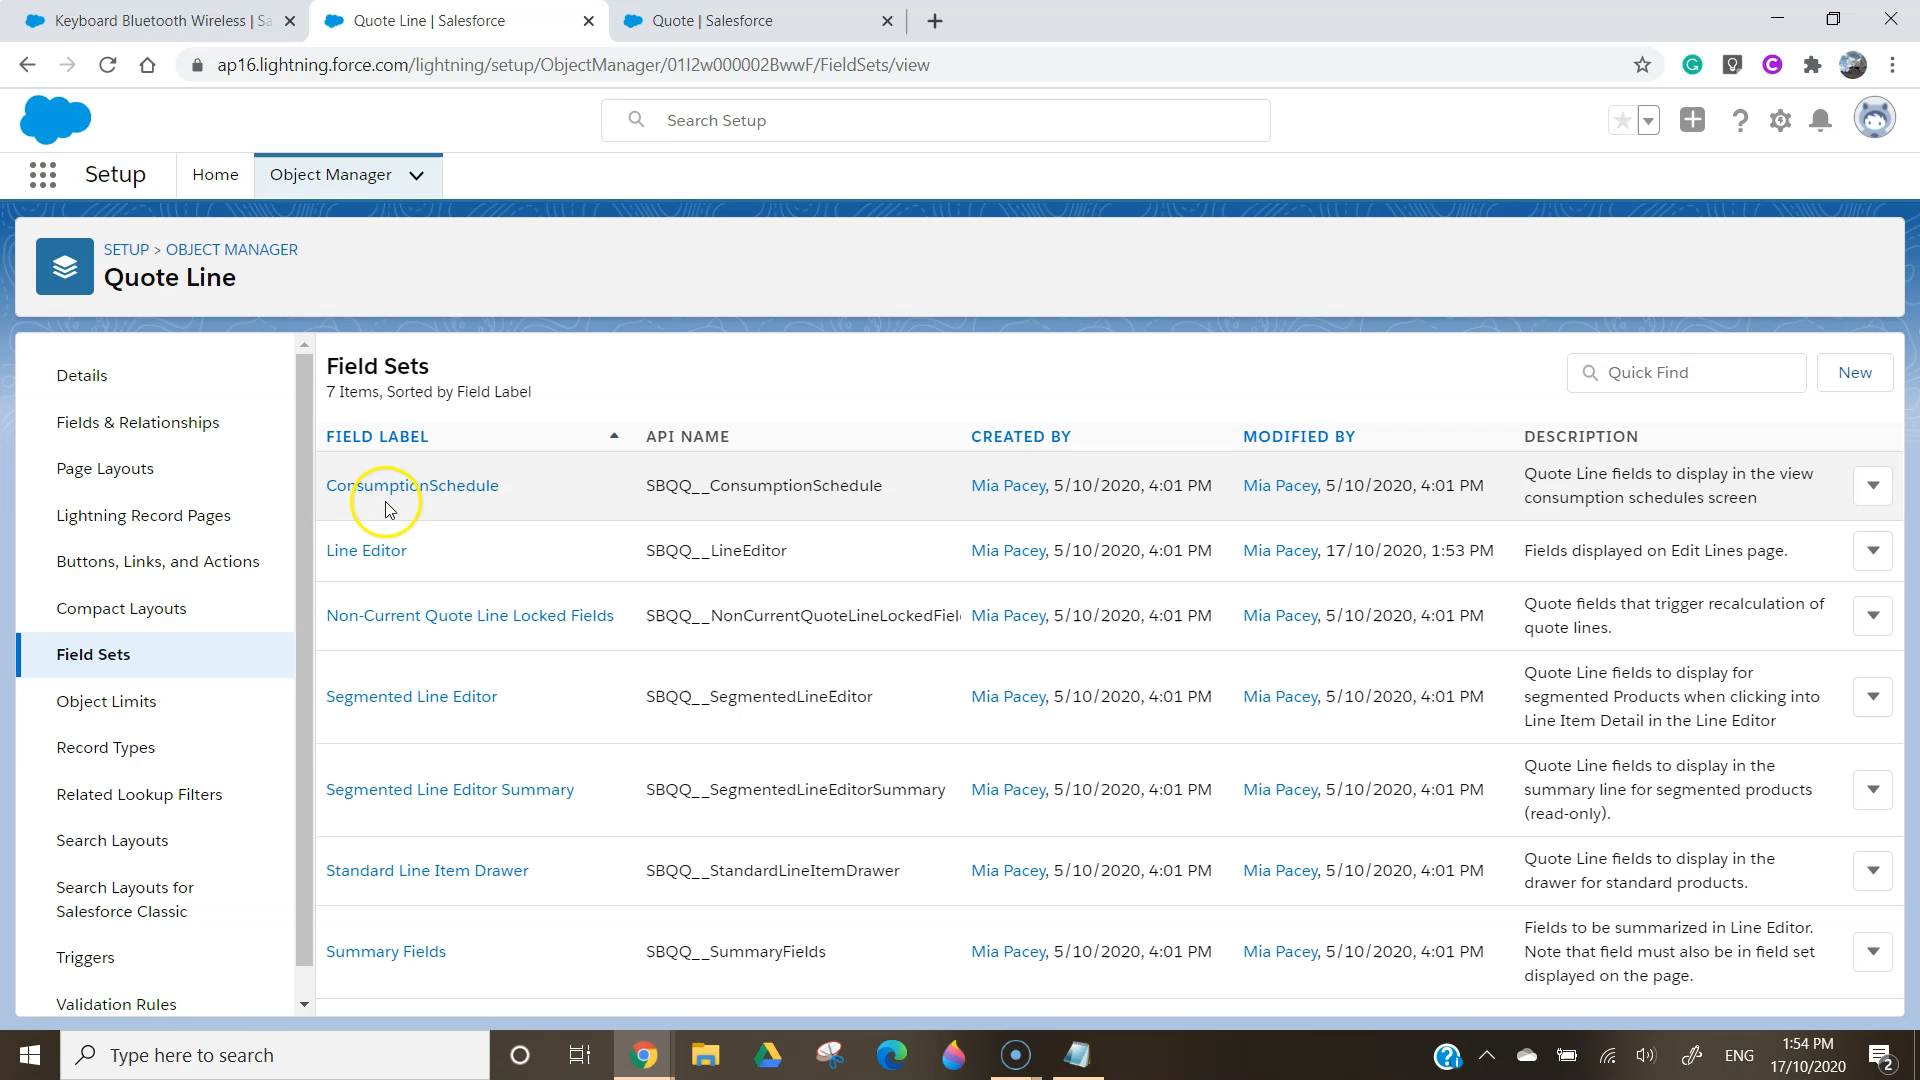 Keyboard Bluetooth Wireless | Sa
Quote Line | Salesforce
Quote | Salesforce
ap16.lightning.force.com/lightning/setup/ObjectManager/01I2w000002BwwF/FieldSets/view
Search Setup
Setup
Home
Object Manager
SETUP > OBJECT MANAGER
Quote Line
Details
Fields & Relationships
Page Layouts
Lightning Record Pages
Buttons, Links, and Actions
Compact Layouts
Field Sets
Object Limits
Record Types
Related Lookup Filters
Search Layouts
Search Layouts for
Salesforce Classic
Triggers
Validation Rules
Field Sets
7 Items, Sorted by Field Label
Quick Find
New
FIELD LABEL API NAME CREATED BY MODIFIED BY DESCRIPTION
ConsumptionSchedule SBQQ__ConsumptionSchedule Mia Pacey, 5/10/2020, 4:01 PM Mia Pacey, 5/10/2020, 4:01 PM Quote Line fields to display in the view
consumption schedules screen
Line Editor SBQQ__LineEditor Mia Pacey, 5/10/2020, 4:01 PM Mia Pacey, 17/10/2020, 1:53 PM Fields displayed on Edit Lines page.
Non-Current Quote Line Locked Fields SBQQ__NonCurrentQuoteLineLockedFiel Mia Pacey, 5/10/2020, 4:01 PM Mia Pacey, 5/10/2020, 4:01 PM Quote fields that trigger recalculation of
quote lines.
Segmented Line Editor SBQQ__SegmentedLineEditor Mia Pacey, 5/10/2020, 4:01 PM Mia Pacey, 5/10/2020, 4:01 PM Quote Line fields to display for
segmented Products when clicking into
Line Item Detail in the Line Editor
Segmented Line Editor Summary SBQQ__SegmentedLineEditorSummary Mia Pacey, 5/10/2020, 4:01 PM Mia Pacey, 5/10/2020, 4:01 PM Quote Line fields to display in the
summary line for segmented products
(read-only).
Standard Line Item Drawer SBQQ__StandardLineItemDrawer Mia Pacey, 5/10/2020, 4:01 PM Mia Pacey, 5/10/2020, 4:01 PM Quote Line fields to display in the
drawer for standard products.
Summary Fields SBQQ__SummaryFields Mia Pacey, 5/10/2020, 4:01 PM Mia Pacey, 5/10/2020, 4:01 PM Fields to be summarized in Line Editor.
Note that field must also be in field set
displayed on the page.
Type here to search
ENG
1:54 PM
17/10/2020
2